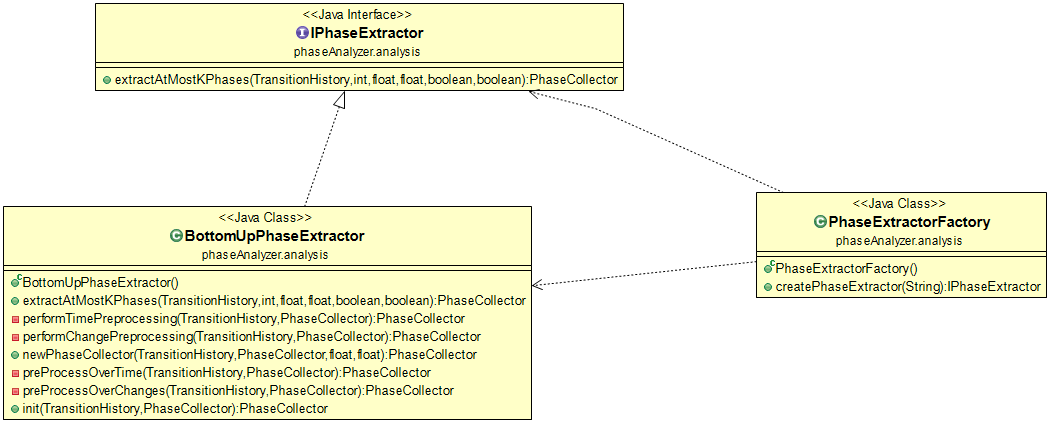 <<Java Interface>>
IPhaseExtractor
phaseAnalyzer.analysis
extractAtMostKPhases(TransitionHistory,int,float,float,boolean,boolean):PhaseCollector
<<Java Class>>
BottomUpPhaseExtractor
phaseAnalyzer.analysis
BottomUpPhaseExtractor()
extractAtMostKPhases(TransitionHistory,int,float,float,boolean,boolean):PhaseCollector
performTimePreprocessing(TransitionHistory,PhaseCollector):PhaseCollector
performChangePreprocessing(TransitionHistory,PhaseCollector):PhaseCollector
newPhaseCollector(TransitionHistory,PhaseCollector,float,float):PhaseCollector
preProcessOverTime(TransitionHistory,PhaseCollector):PhaseCollector
preProcessOverChanges(TransitionHistory,PhaseCollector):PhaseCollector
init(TransitionHistory,PhaseCollector):PhaseCollector
<<Java Class>>
PhaseExtractorFactory
phaseAnalyzer.analysis
PhaseExtractorFactory()
createPhaseExtractor(String):IPhaseExtractor